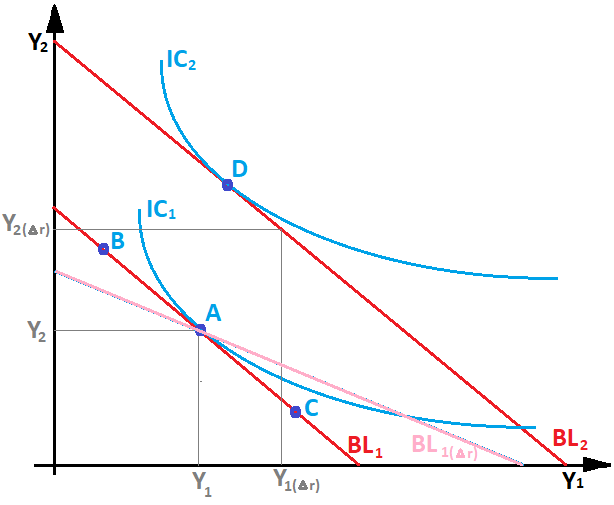 Y₂
IC₂
D
IC₁
Y₂(Δr)
B
A
Y₂
C
BL₁
BL₁(Δr)
BL₂
Y₁
Y₁(Δr)
Y₁